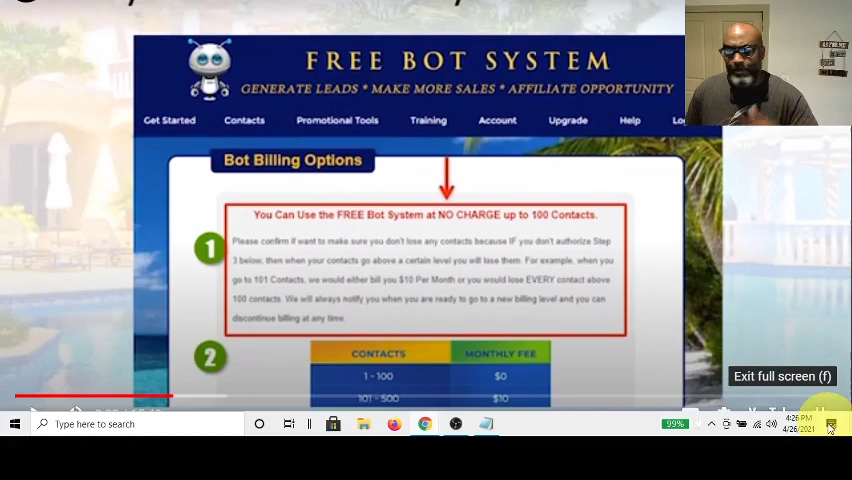 FREE BOT SYSTEM
GENERATE LEADS * MAKE MORE SALES * AFFILIATE OPPORTUNITY
Get Started Contacts Promotional Tools Training Account Upgrade Help
Bot Billing Options
You Can Use the FREE Bot System at NO CHARGE up to 100 Contacts.
1
Please confirm if want to make sure you don't lose any contacts because IF you don't authorize Step
3 below, then when your contacts go above a certain level you will lose them. For example, when you
go to 101 Contacts, we would either bill you $10 Per Month or you would lose EVERY contact above
100 contacts. We will always notify you when you are ready to go to a new billing level and you can
discontinue billing at any time.
2
CONTACTS MONTHLY FEE
1 - 100 $0
101 - 500 $10
Exit full screen (f)
Type here to search
99%
4:26 PM
4/26/2021